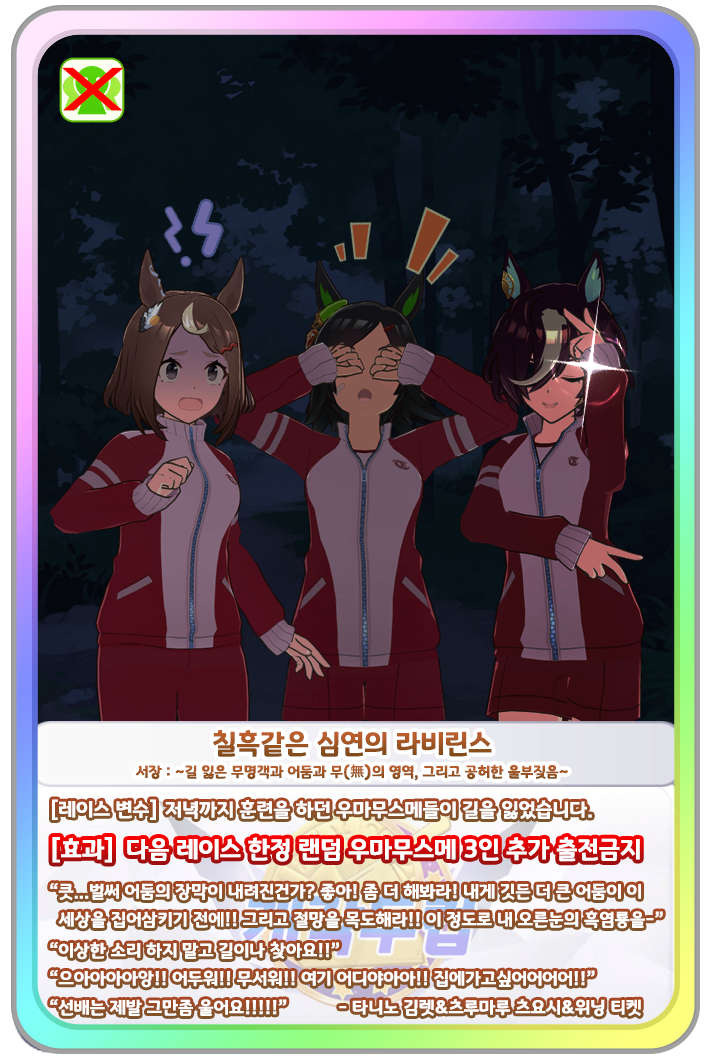 칠흑같은 심연의 라비린스
서장 : ~길 잃은 무명객과 어둠과 무(無)의 영역, 그리고 공허한 울부짖음~
[레이스 변수] 저녁까지 훈련을 하던 우마무스메들이 길을 잃었습니다.
[효과] 다음 레이스 한정 랜덤 우마무스메 3인 추가 출전금지
“큿...벌써 어둠의 장막이 내려진건가? 좋아! 좀 더 해봐라! 내게 깃든 더 큰 어둠이 이
세상을 집어삼키기 전에!! 그리고 절망을 목도해라!! 이 정도로 내 오른눈의 흑염룡을-”
“이상한 소리 하지 말고 길이나 찾아요!!”
“으아아아아앙!! 어두워!! 무서워!! 여기 어디야아아!! 집에가고싶어어어어!!”
“선배는 제발 그만좀 울어요!!!!!” - 타니노 김렛&츠루마루 츠요시&위닝 티켓